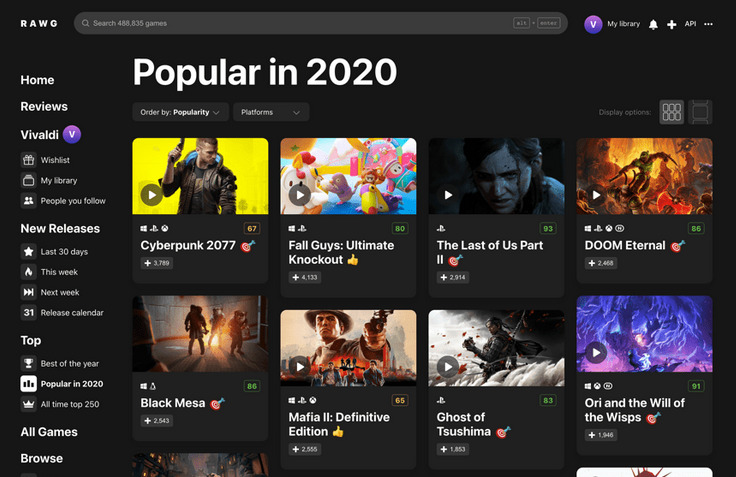 RAWG
Search 488,835 games
alt + enter
V
My library
API
Home
Reviews
Vivaldi V
Wishlist
My library
People you follow
New Releases
Last 30 days
This week
Next week
31 Release calendar
Top
Best of the year
Popular in 2020
All time top 250
All Games
Browse
Popular in 2020
Order by: Popularity
Platforms
Display options:
67
Cyberpunk 2077 🎯
+ 3,789
80
Fall Guys: Ultimate
Knockout 👍
+ 4,133
93
The Last of Us Part
II 🎯
+ 2,914
86
DOOM Eternal 🎯
+ 2,468
86
Black Mesa 🎯
+ 2,543
65
Mafia II: Definitive
Edition 👍
+ 2,555
83
Ghost of
Tsushima 🎯
+ 1,853
91
Ori and the Will of
the Wisps 🎯
+ 1,946